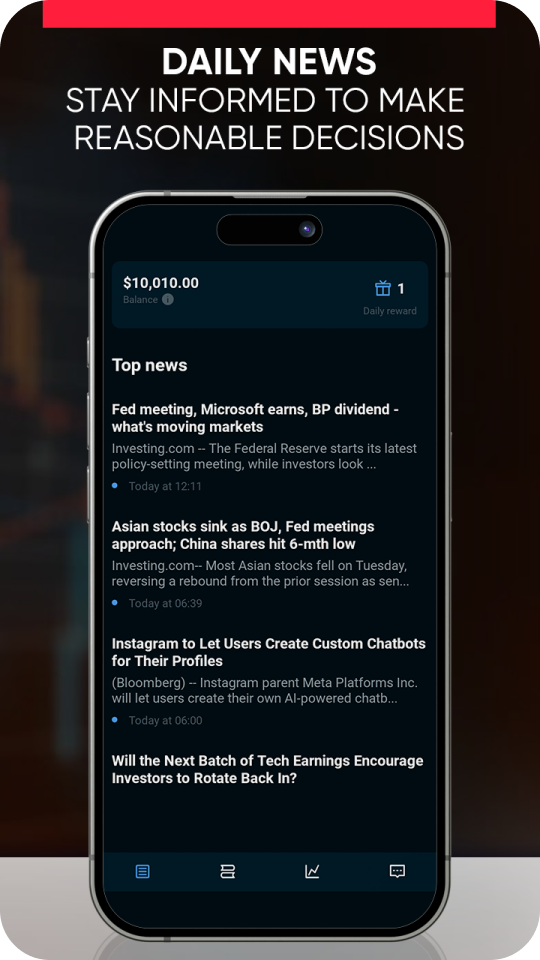 DAILY NEWS
STAY INFORMED TO MAKE
REASONABLE DECISIONS
$10,010.00
Balance i
1
Daily reward
Top news
Fed meeting, Microsoft earns, BP dividend -
what's moving markets
Investing.com -- The Federal Reserve starts its latest
policy-setting meeting, while investors look ...
Today at 12:11
Asian stocks sink as BOJ, Fed meetings
approach; China shares hit 6-mth low
Investing.com-- Most Asian stocks fell on Tuesday,
reversing a rebound from the prior session as sen...
Today at 06:39
Instagram to Let Users Create Custom Chatbots
for Their Profiles
(Bloomberg) -- Instagram parent Meta Platforms Inc.
will let users create their own AI-powered chatb...
Today at 06:00
Will the Next Batch of Tech Earnings Encourage
Investors to Rotate Back In?